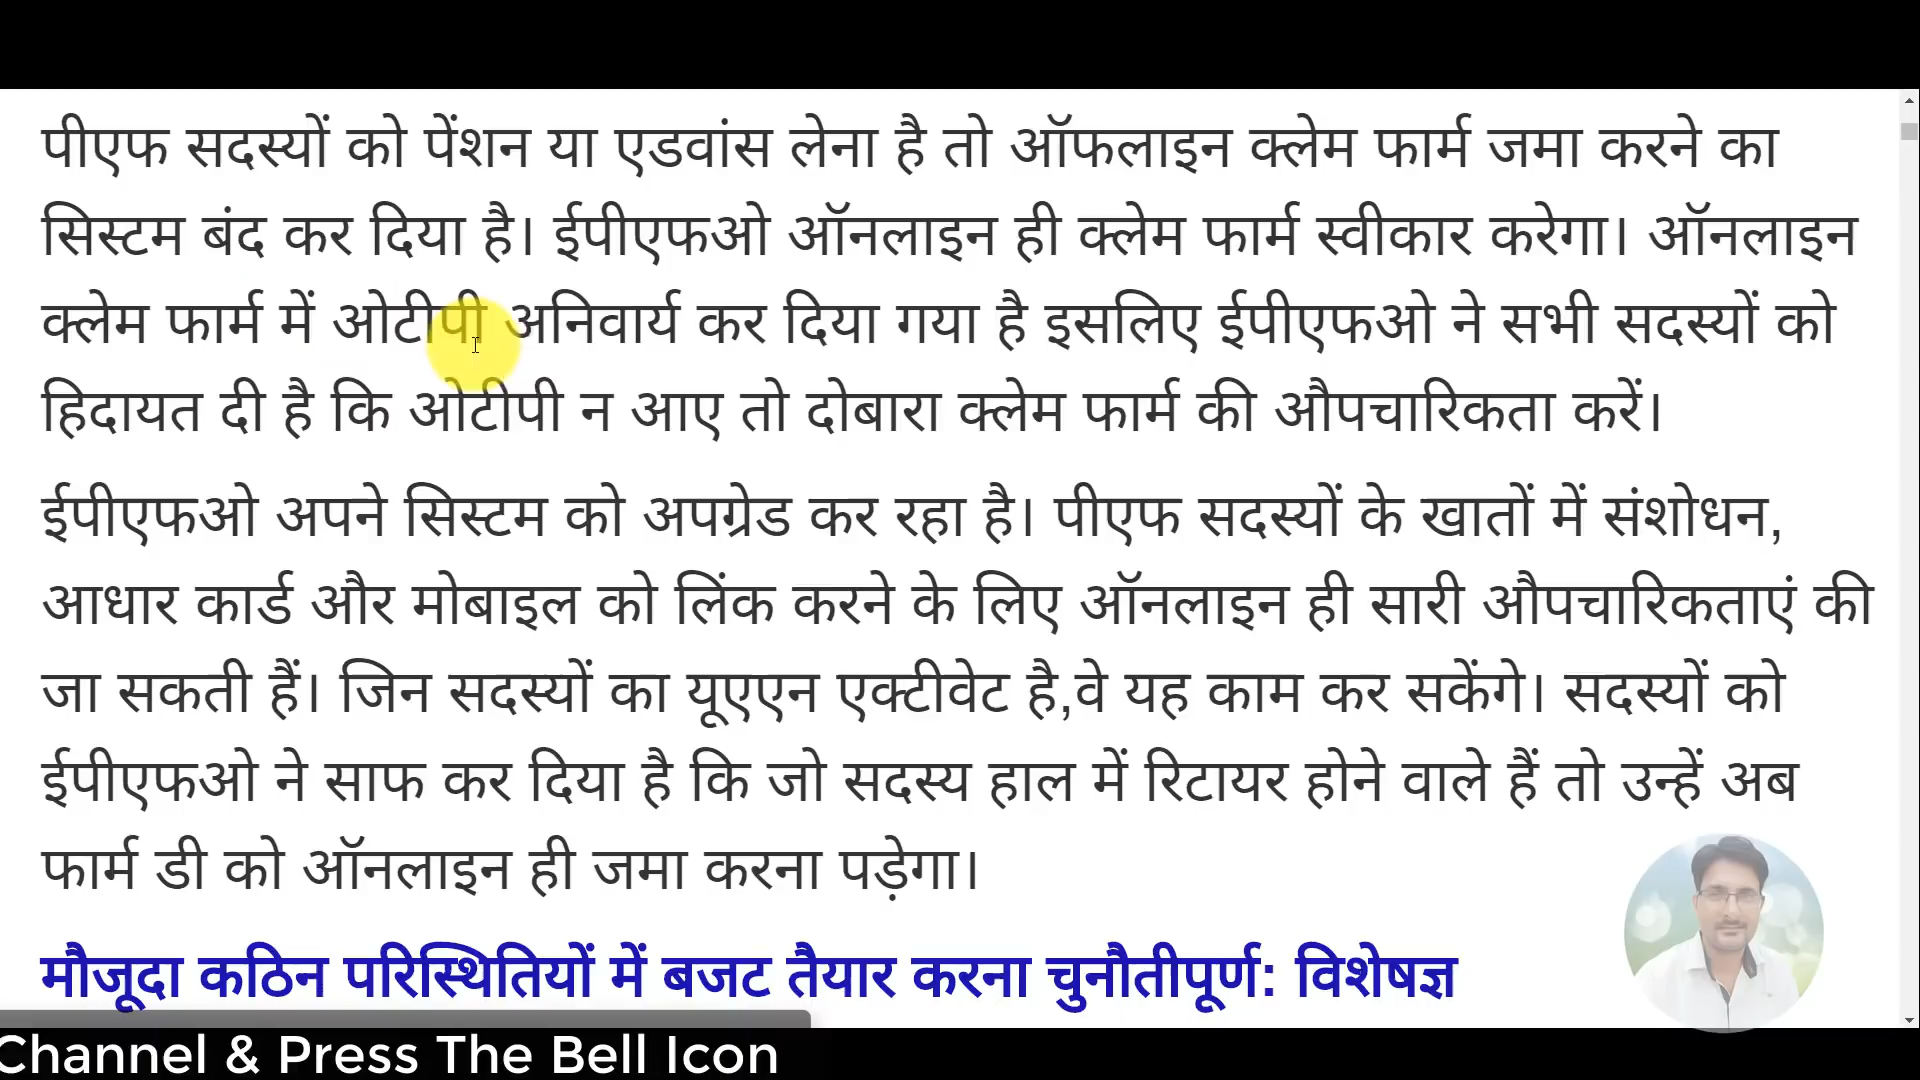 पीएफ सदस्यों को पेंशन या एडवांस लेना है तो ऑफलाइन क्लेम फार्म जमा करने का
सिस्टम बंद कर दिया है। ईपीएफओ ऑनलाइन ही क्लेम फार्म स्वीकार करेगा। ऑनलाइन
क्लेम फार्म में ओटीपी अनिवार्य कर दिया गया है इसलिए ईपीएफओ ने सभी सदस्यों को
हिदायत दी है कि ओटीपी न आए तो दोबारा क्लेम फार्म की औपचारिकता करें।
ईपीएफओ अपने सिस्टम को अपग्रेड कर रहा है। पीएफ सदस्यों के खातों में संशोधन,
आधार कार्ड और मोबाइल को लिंक करने के लिए ऑनलाइन ही सारी औपचारिकताएं की
जा सकती हैं। जिन सदस्यों का यूएएन एक्टीवेट है,वे यह काम कर सकेंगे। सदस्यों को
ईपीएफओ ने साफ कर दिया है कि जो सदस्य हाल में रिटायर होने वाले हैं तो उन्हें अब
फार्म डी को ऑनलाइन ही जमा करना पड़ेगा।
मौजूदा कठिन परिस्थितियों में बजट तैयार करना चुनौतीपूर्ण: विशेषज्ञ
Channel & Press The Bell Icon